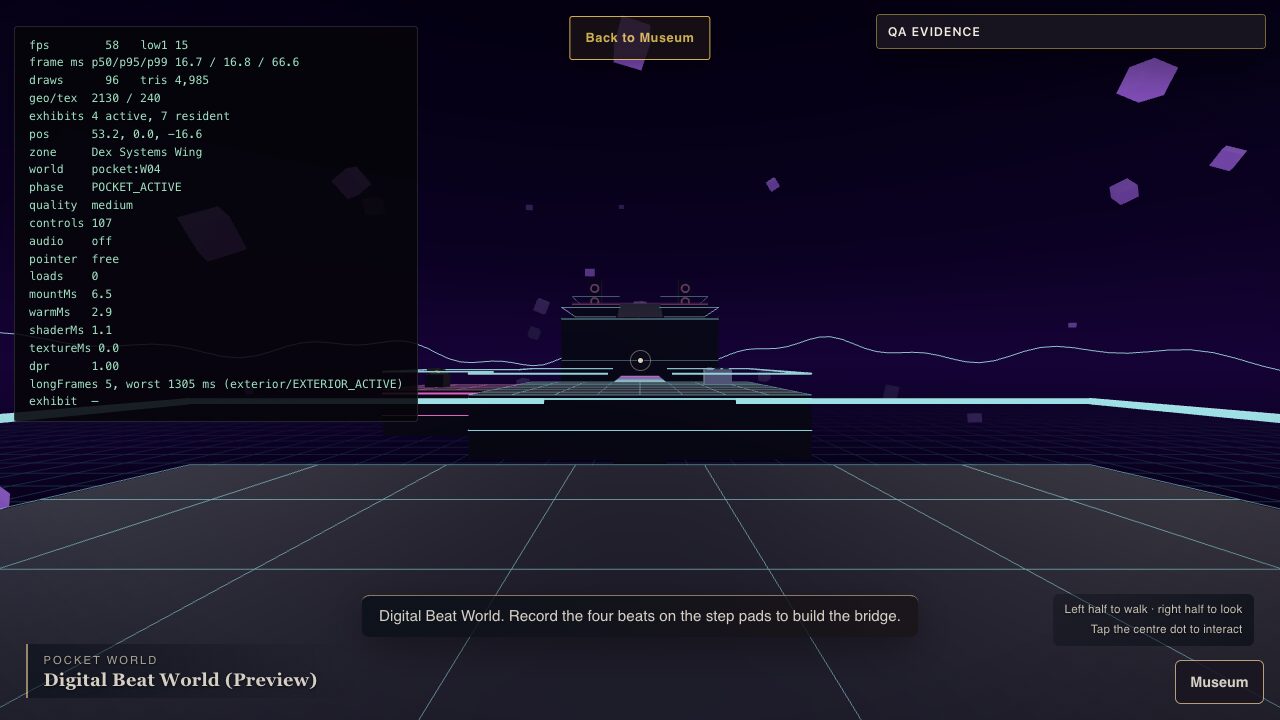 fps 58 low1 15
frame ms p50/p95/p99 16.7 / 16.8 / 66.6
draws 96 tris 4,985
geo/tex 2130 / 240
exhibits 4 active, 7 resident
pos 53.2, 0.0, −16.6
zone Dex Systems Wing
world pocket:W04
phase POCKET_ACTIVE
quality medium
controls 107
audio off
pointer free
loads 0
mountMs 6.5
warmMs 2.9
shaderMs 1.1
textureMs 0.0
dpr 1.00
longFrames 5, worst 1305 ms (exterior/EXTERIOR_ACTIVE)
exhibit —
Back to Museum
QA EVIDENCE
Digital Beat World. Record the four beats on the step pads to build the bridge.
Left half to walk · right half to look
Tap the centre dot to interact
POCKET WORLD
Digital Beat World (Preview)
Museum